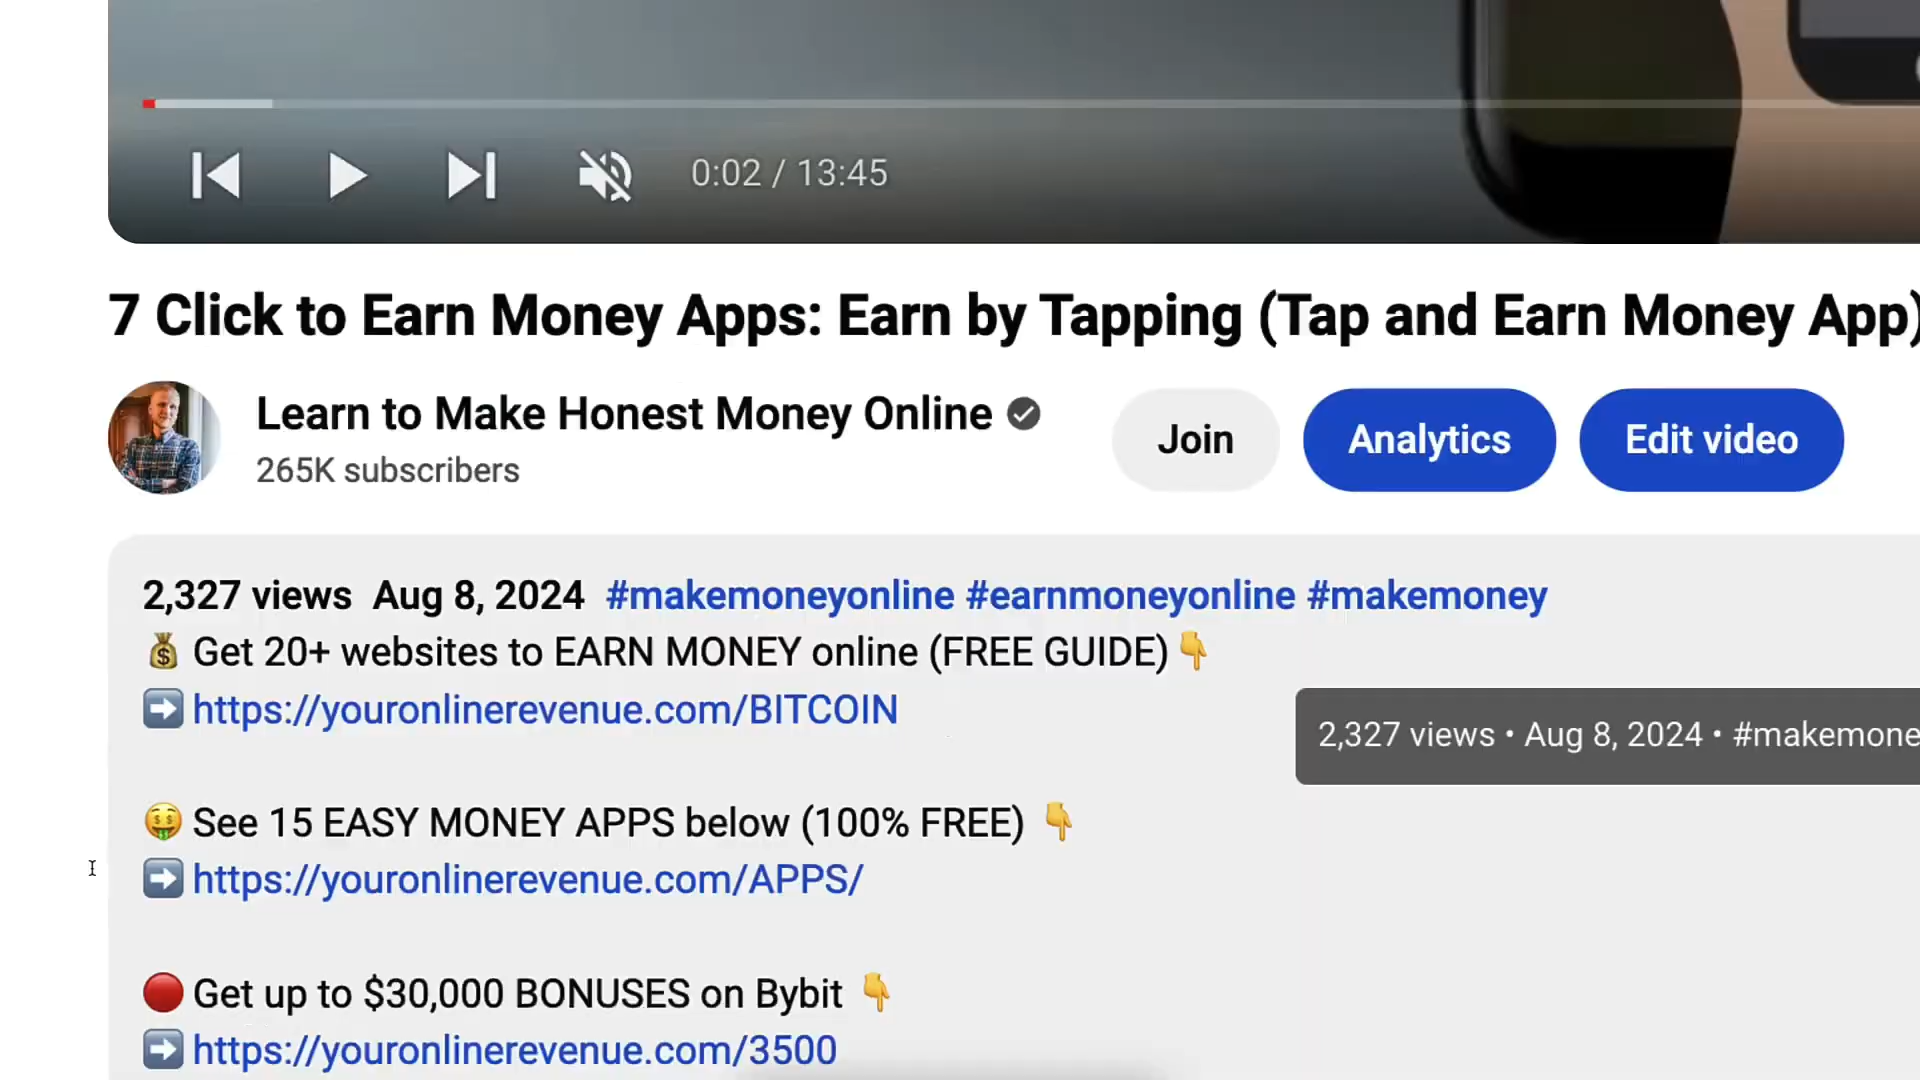 0:02 / 13:45
7 Click to Earn Money Apps: Earn by Tapping (Tap and Earn Money App)
Learn to Make Honest Money Online
265K subscribers
Join
Analytics
Edit video
2,327 views Aug 8, 2024 #makemoneyonline #earnmoneyonline #makemoney
💰 Get 20+ websites to EARN MONEY online (FREE GUIDE)👇
➡️ https://youronlinerevenue.com/BITCOIN
2,327 views • Aug 8, 2024 • #makemone
🤑 See 15 EASY MONEY APPS below (100% FREE) 👇
➡️ https://youronlinerevenue.com/APPS/
🔴 Get up to $30,000 BONUSES on Bybit 👇
➡️ https://youronlinerevenue.com/3500